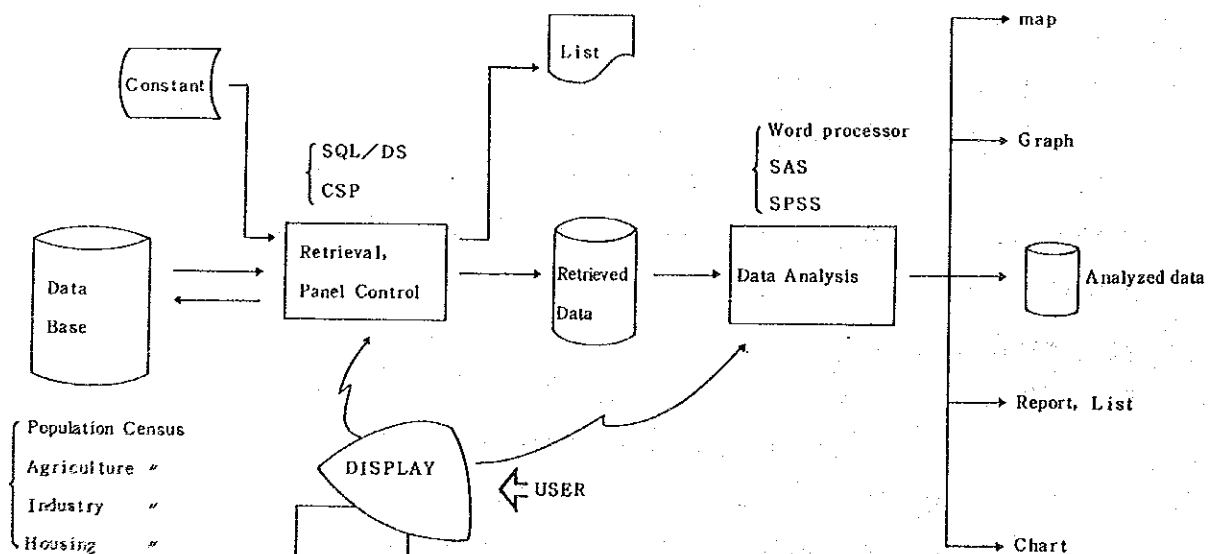 map
List
Constant
Word processor
SQL/DS
SAS
Graph
CSP
SPSS
Retrieval,
Panel Control
Data
Base
Retrieved
Data
Data Analysis
Analyzed data
Population Census
Agriculture 〃
Industry 〃
Housing 〃
DISPLAY
USER
Report, List
Chart